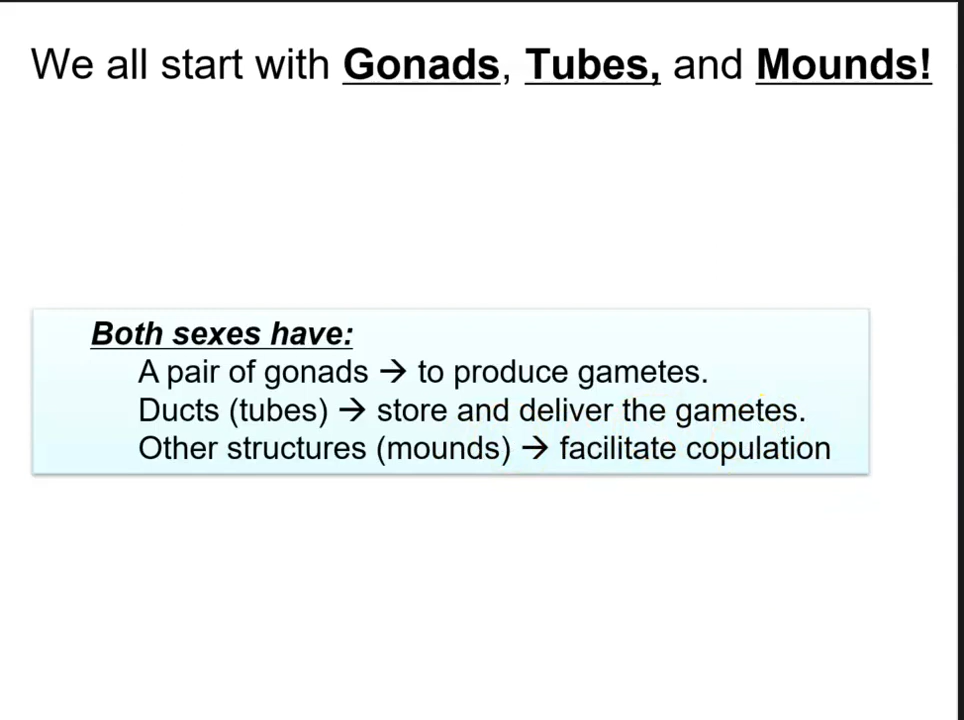 We all start with Gonads, Tubes, and Mounds!
Both sexes have:
A pair of gonads → to produce gametes.
Ducts (tubes) → store and deliver the gametes.
Other structures (mounds) → facilitate copulation